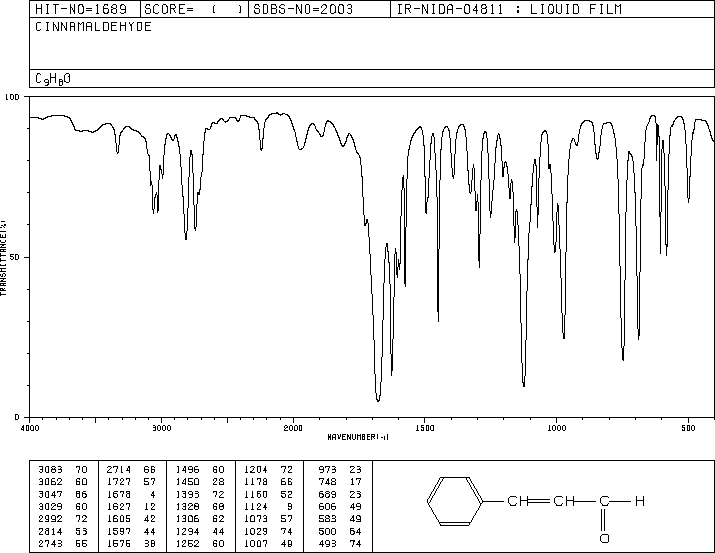 HIT-NO=1689 SCORE= ( ) SDBS-NO=2003 IR-NIDA-04811 : LIQUID FILM
CINNAMALDEHYDE
C9H8O
100
50
0
TRANSMITTANCE(%)
4000 3000 2000 1500 1000 500
WAVENUMBER(-1)
3083 70 2714 66 1496 60 1204 72 973 23
3062 60 1727 57 1450 28 1178 66 748 17
3047 86 1678 4 1393 72 1160 52 689 23
3029 60 1627 12 1328 68 1124 9 606 49
2992 72 1605 42 1306 62 1073 57 583 49
2814 53 1597 44 1294 44 1029 74 500 64
2743 55 1576 38 1252 60 1007 49 493 74
CH=CH-C-H
O